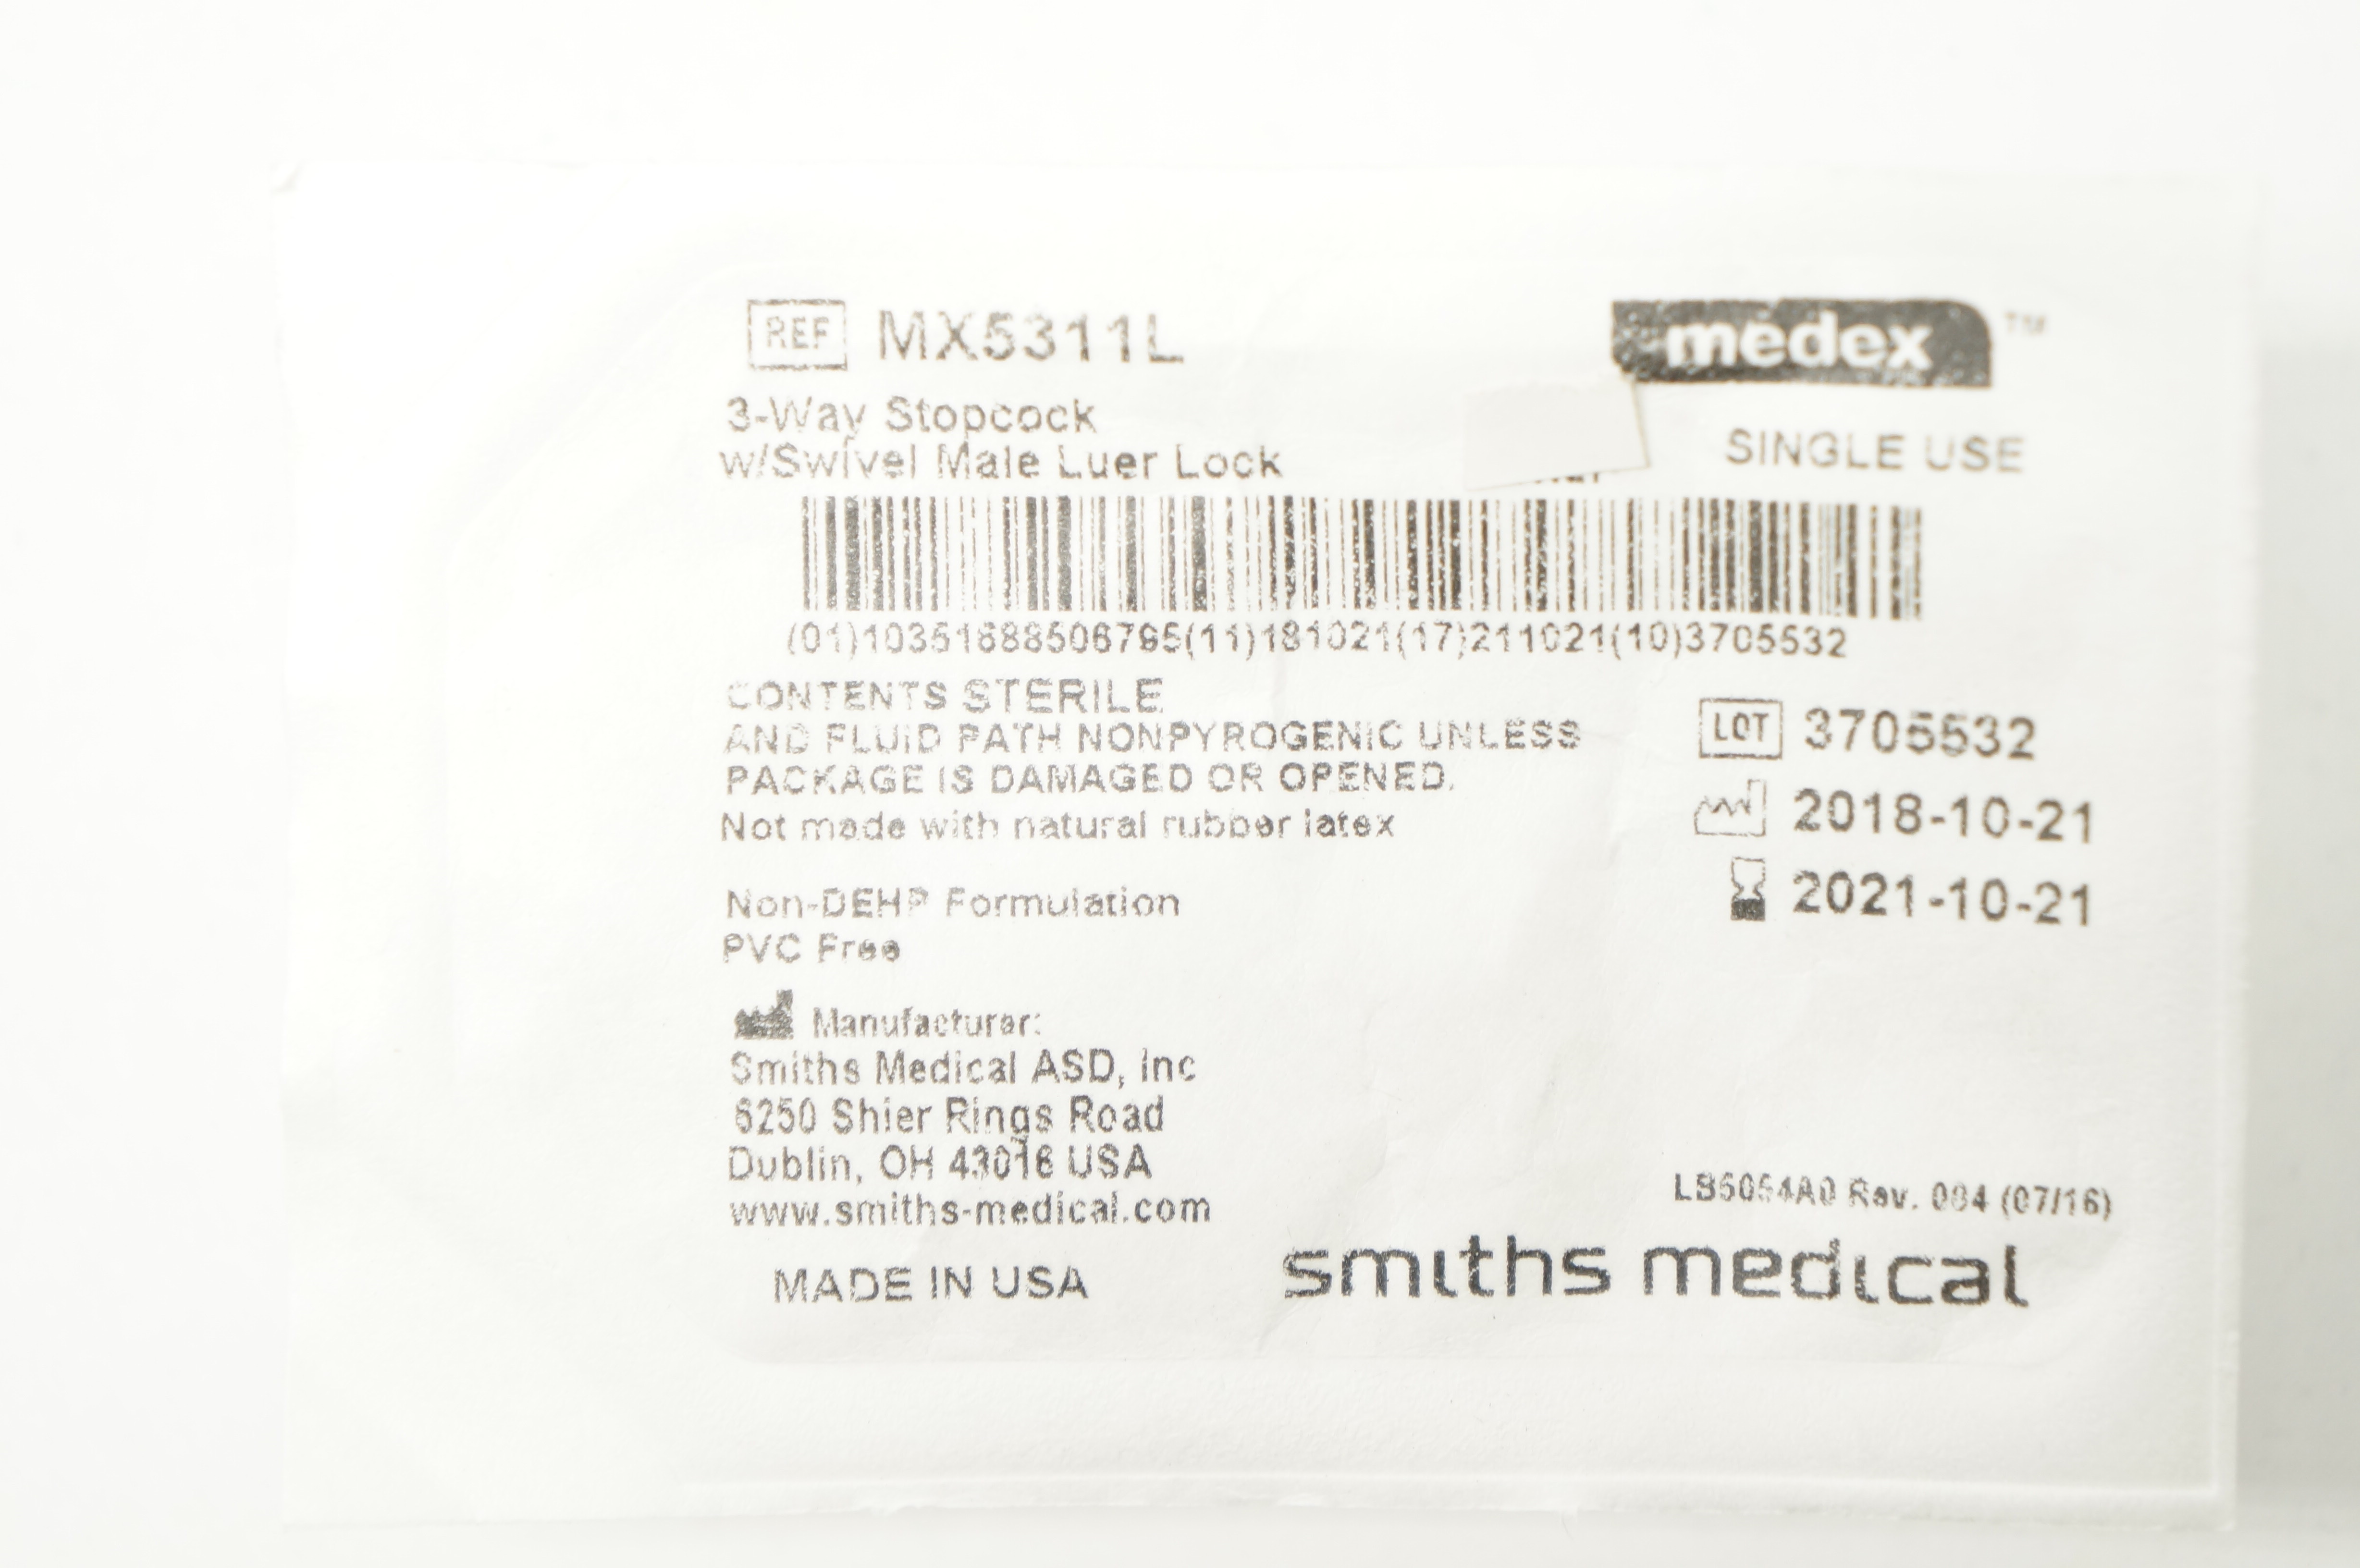 REF MX5311L
medex ™
3-Way Stopcock
w/Swivel Male Luer Lock
SINGLE USE
(01)10351688506795(11)181021(17)211021(10)3705532
CONTENTS STERILE
AND FLUID PATH NONPYROGENIC UNLESS
PACKAGE IS DAMAGED OR OPENED.
Not made with natural rubber latex
LOT 3705532
2018-10-21
2021-10-21
Non-DEHP Formulation
PVC Free
Manufacturer:
Smiths Medical ASD, Inc
6250 Shier Rings Road
Dublin, OH 43016 USA
www.smiths-medical.com
MADE IN USA
Rev. 004 (07/16)
smiths medical